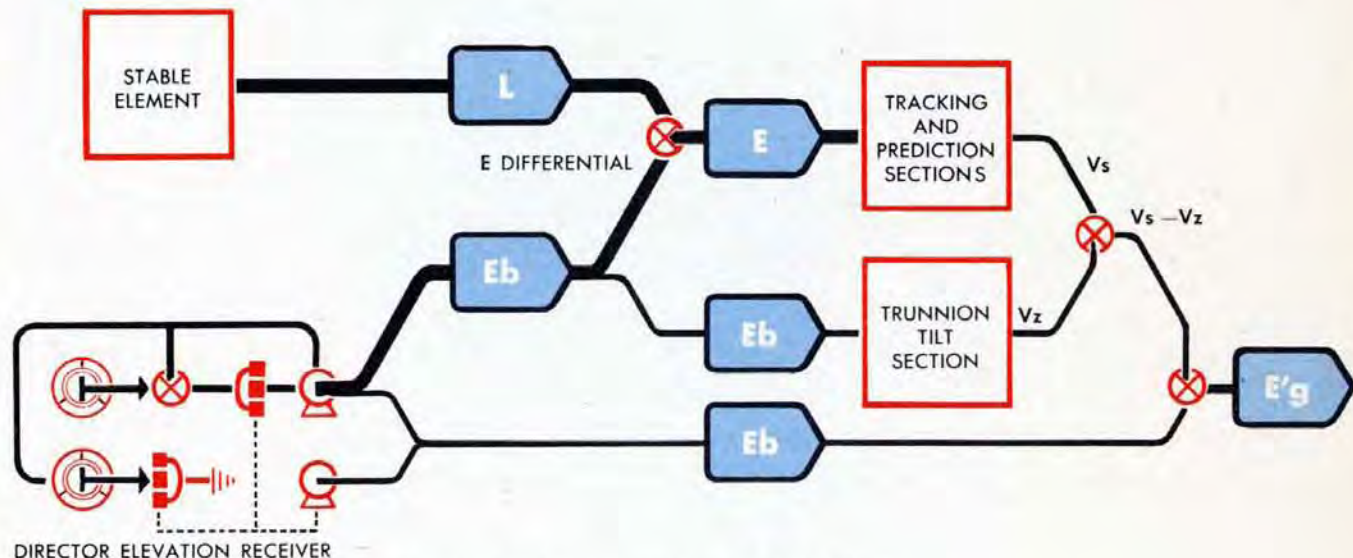 STABLE
ELEMENT
L
E DIFFERENTIAL
E
TRACKING
AND
PREDICTION
SECTIONS
Vs
Vs – Vz
Eb
Eb
TRUNNION
TILT
SECTION
Vz
Eb
E'g
DIRECTOR ELEVATION RECEIVER